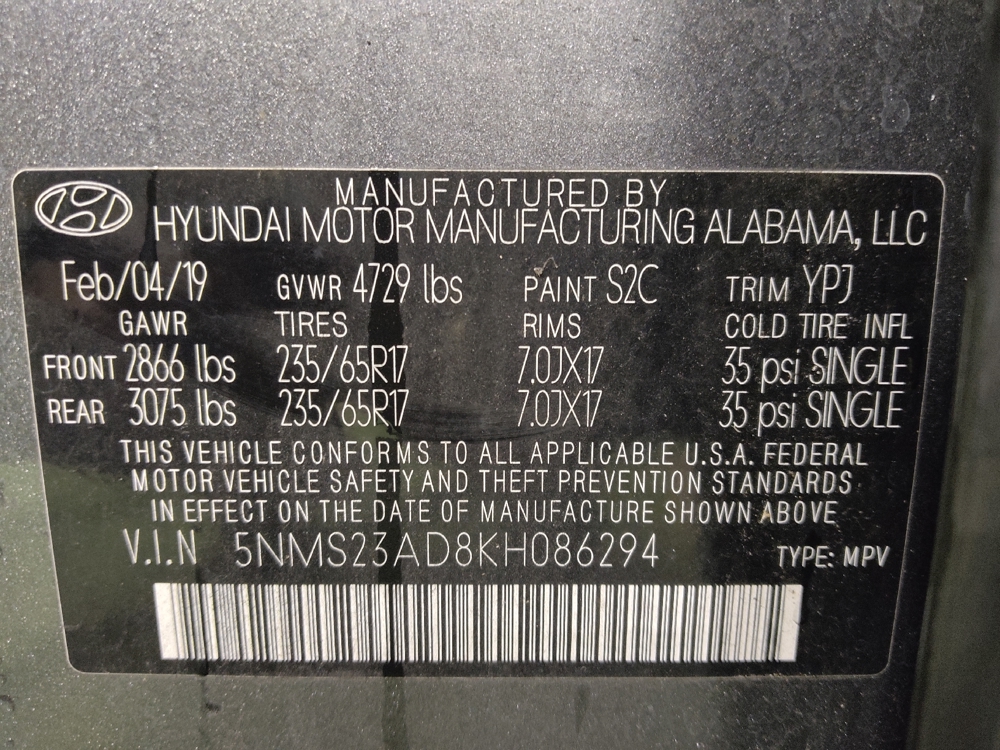 MANUFACTURED BY
HYUNDAI MOTOR MANUFACTURING ALABAMA, LLC
Feb/04/19 GVWR 4729 lbs PAINT S2C TRIM YPJ
GAWR TIRES RIMS COLD TIRE INFL
FRONT 2866 lbs 235/65R17 7.0JX17 35 psi SINGLE
REAR 3075 lbs 235/65R17 7.0JX17 35 psi SINGLE
THIS VEHICLE CONFORMS TO ALL APPLICABLE U.S.A. FEDERAL
MOTOR VEHICLE SAFETY AND THEFT PREVENTION STANDARDS
IN EFFECT ON THE DATE OF MANUFACTURE SHOWN ABOVE
V.I.N 5NMS23AD8KH086294 TYPE: MPV